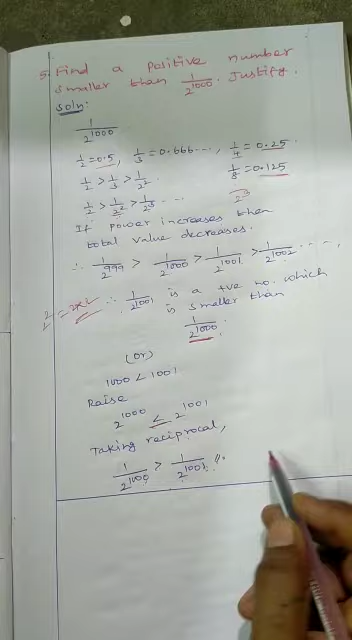 5. Find a positive number
smaller than 1/2^1000. Justify.
Soln:
1/2^1000
1/2 = 0.5, 1/3 = 0.666..., 1/4 = 0.25
1/2 > 1/3 > 1/2^2 1/8 = 0.125
1/2 > 1/2^2 > 1/2^3 ... 2^3
If power increases then
total value decreases.
∴ 1/2^999 > 1/2^1000 > 1/2^1001 > 1/2^1002 ...,
∴ 1/2^1001 is a +ve no. which
is smaller than
1/2^1000.
(or)
1000 < 1001
Raise
2^1000 < 2^1001
Taking reciprocal,
1/2^1000 > 1/2^1001 //.